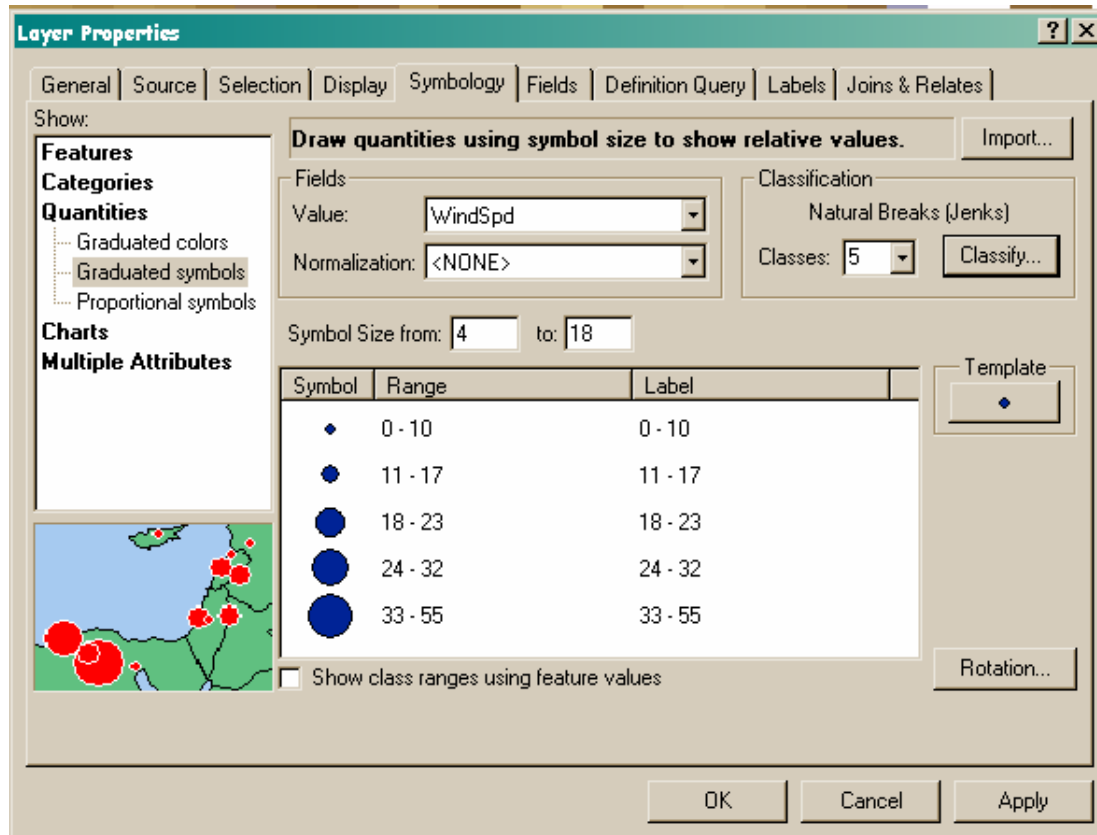 Layer Properties
? X
General Source Selection Display Symbology Fields Definition Query Labels Joins & Relates
Show:
Features
Categories
Quantities
Graduated colors
Graduated symbols
Proportional symbols
Charts
Multiple Attributes
Draw quantities using symbol size to show relative values.
Import...
Fields
Value: WindSpd
Normalization: <NONE>
Classification
Natural Breaks (Jenks)
Classes: 5 Classify...
Symbol Size from: 4 to: 18
Symbol Range Label
0 - 10 0 - 10
11 - 17 11 - 17
18 - 23 18 - 23
24 - 32 24 - 32
33 - 55 33 - 55
Template
Show class ranges using feature values
Rotation...
OK Cancel Apply